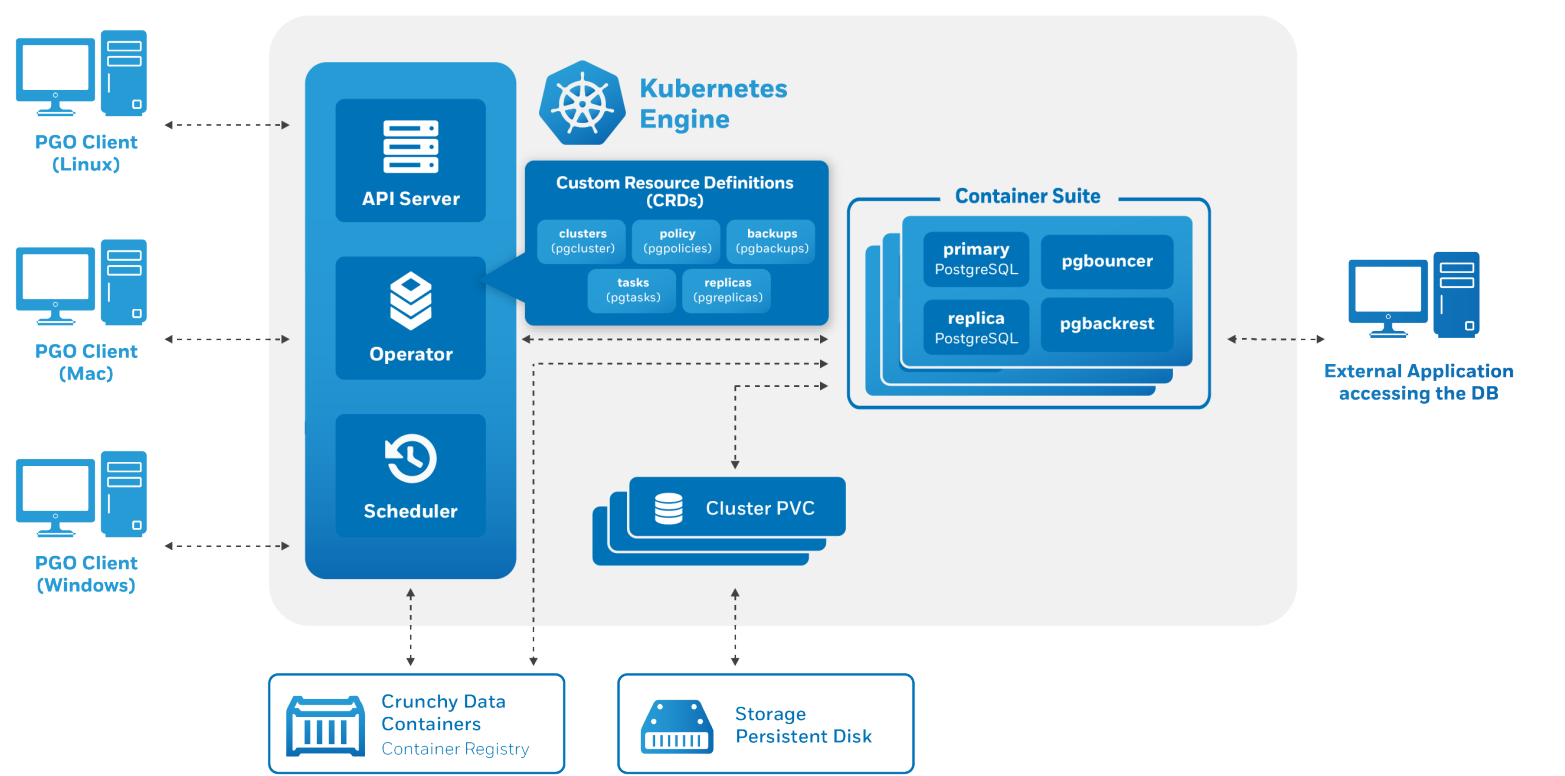 PGO Client
(Linux)
PGO Client
(Mac)
PGO Client
(Windows)
API Server
Operator
Scheduler
Kubernetes
Engine
Custom Resource Definitions
(CRDs)
clusters
(pgcluster)
policy
(pgpolicies)
backups
(pgbackups)
tasks
(pgtasks)
replicas
(pgreplicas)
Container Suite
primary
PostgreSQL
pgbouncer
replica
PostgreSQL
pgbackrest
Cluster PVC
External Application
accessing the DB
Crunchy Data
Containers
Container Registry
Storage
Persistent Disk